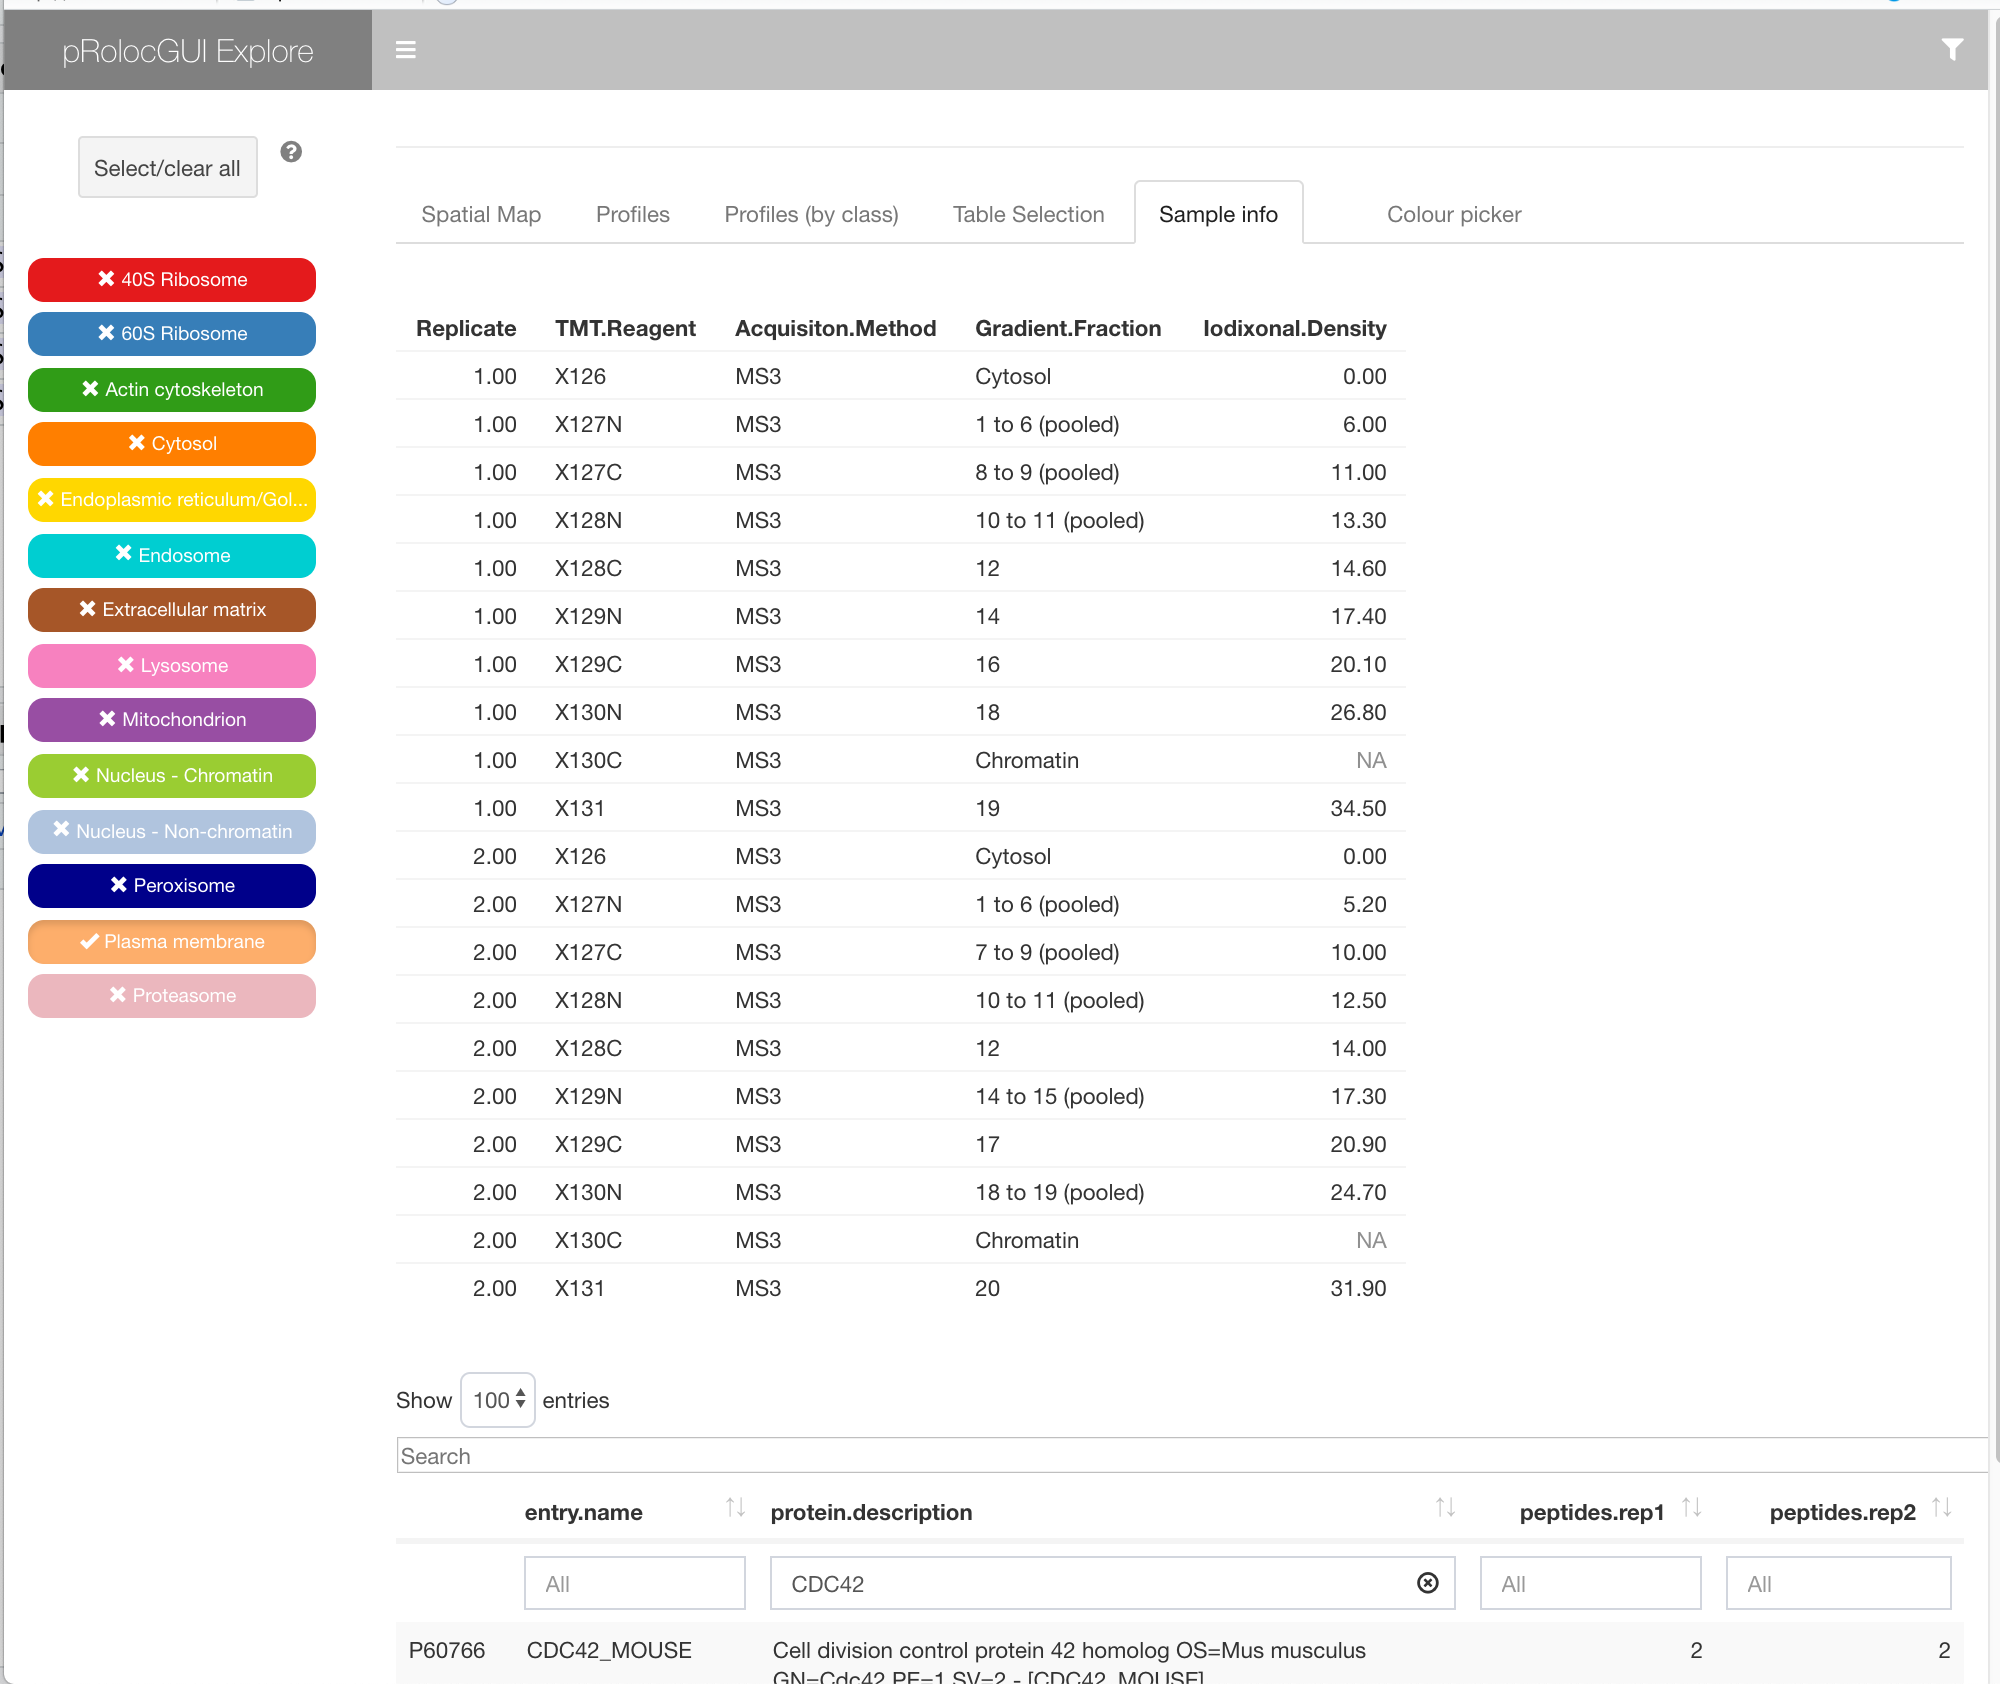 pRolocGUI Explore
Select/clear all
40S Ribosome
60S Ribosome
Actin cytoskeleton
Cytosol
Endoplasmic reticulum/Gol...
Endosome
Extracellular matrix
Lysosome
Mitochondrion
Nucleus - Chromatin
Nucleus - Non-chromatin
Peroxisome
Plasma membrane
Proteasome
Spatial Map Profiles Profiles (by class) Table Selection Sample info Colour picker
Replicate TMT.Reagent Acquisiton.Method Gradient.Fraction Iodixonal.Density
1.00 X126 MS3 Cytosol 0.00
1.00 X127N MS3 1 to 6 (pooled) 6.00
1.00 X127C MS3 8 to 9 (pooled) 11.00
1.00 X128N MS3 10 to 11 (pooled) 13.30
1.00 X128C MS3 12 14.60
1.00 X129N MS3 14 17.40
1.00 X129C MS3 16 20.10
1.00 X130N MS3 18 26.80
1.00 X130C MS3 Chromatin NA
1.00 X131 MS3 19 34.50
2.00 X126 MS3 Cytosol 0.00
2.00 X127N MS3 1 to 6 (pooled) 5.20
2.00 X127C MS3 7 to 9 (pooled) 10.00
2.00 X128N MS3 10 to 11 (pooled) 12.50
2.00 X128C MS3 12 14.00
2.00 X129N MS3 14 to 15 (pooled) 17.30
2.00 X129C MS3 17 20.90
2.00 X130N MS3 18 to 19 (pooled) 24.70
2.00 X130C MS3 Chromatin NA
2.00 X131 MS3 20 31.90
Show 100 entries
Search
entry.name protein.description peptides.rep1 peptides.rep2
All CDC42 All All
P60766 CDC42_MOUSE Cell division control protein 42 homolog OS=Mus musculus 2 2
GN=Cdc42 PE=1 SV=2 - [CDC42_MOUSE]